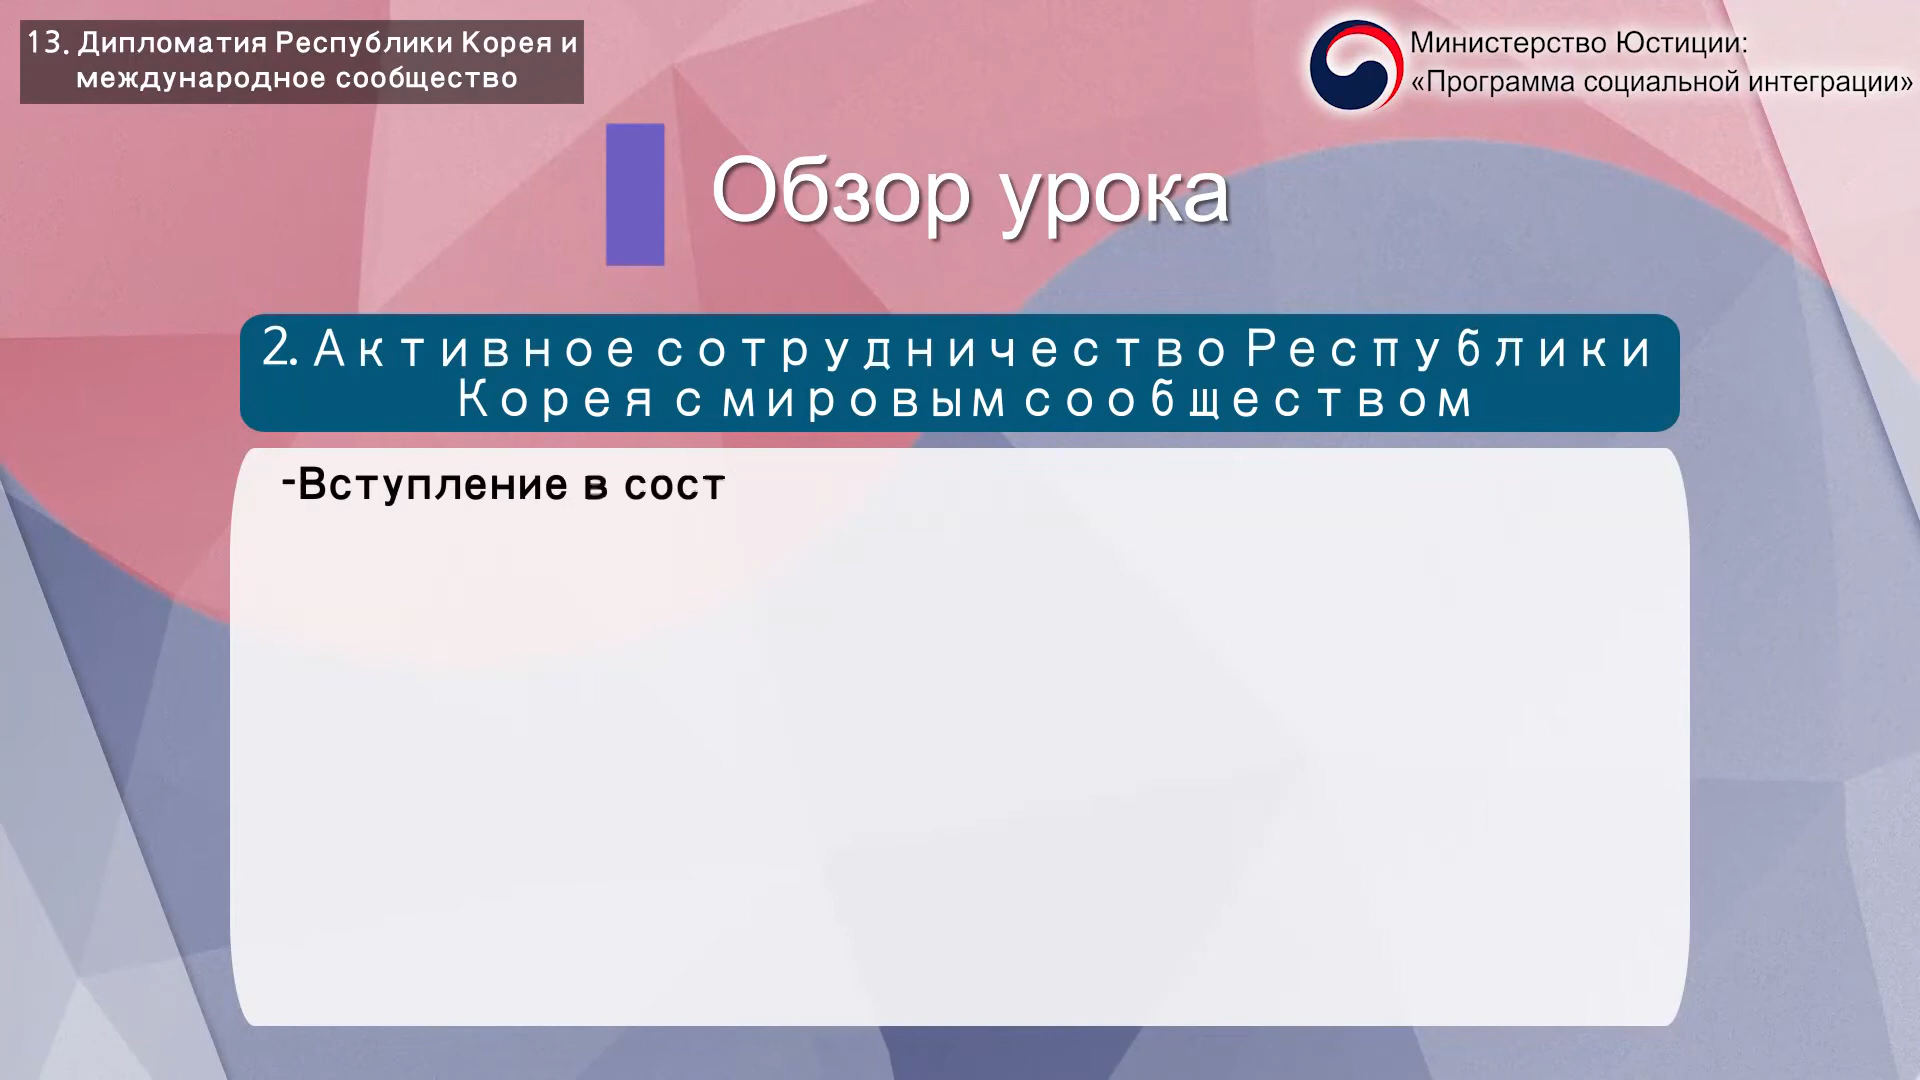 13. Дипломатия Республики Корея и
международное сообщество
Министерство Юстиции:
«Программа социальной интеграции»
Обзор урока
2. Активное сотрудничество Республики
Корея с мировым сообществом
-Вступление в сост